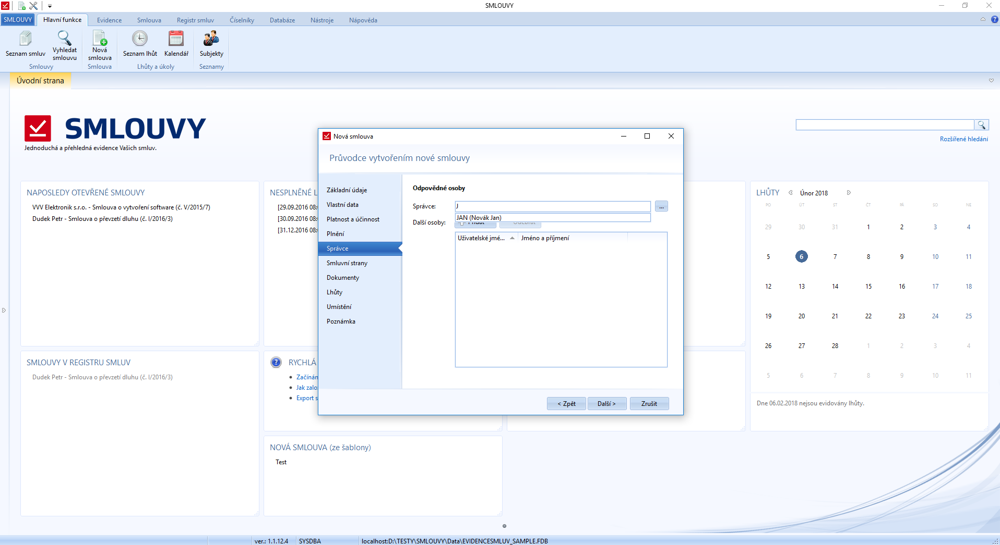 SMLOUVY
SMLOUVY Hlavní funkce Evidence Smlouva Registr smluv Číselníky Databáze Nástroje Nápověda
Seznam smluv
Vyhledat
smlouvu
Nová
smlouva
Seznam lhůt
Kalendář
Subjekty
Smlouvy Smlouva Lhůty a úkoly Seznamy
Úvodní strana
SMLOUVY
Jednoduchá a přehledná evidence Vašich smluv.
Rozšířené hledání
NAPOSLEDY OTEVŘENÉ SMLOUVY
VVV Elektronik s.r.o. - Smlouva o vytvoření software (č. V/2015/7)
Dudek Petr - Smlouva o převzetí dluhu (č. I/2016/3)
NESPLNĚNÉ L
[29.09.2016 08:
[30.09.2016 08:
[31.12.2016 08:
Nová smlouva
Průvodce vytvořením nové smlouvy
Základní údaje
Vlastní data
Platnost a účinnost
Plnění
Správce
Smluvní strany
Dokumenty
Lhůty
Umístění
Poznámka
Odpovědné osoby
Správce: J ...
JAN (Novák Jan)
Další osoby: Přidat Odebrat
Uživatelské jmé... Jméno a příjmení
< Zpět Další > Zrušit
LHŮTY Únor 2018
PO ÚT ST ČT PÁ SO NE
29 30 31 1 2 3 4
5 6 7 8 9 10 11
12 13 14 15 16 17 18
19 20 21 22 23 24 25
26 27 28 1 2 3 4
5 6 7 8 9 10 11
Dne 06.02.2018 nejsou evidovány lhůty.
SMLOUVY V REGISTRU SMLUV
Dudek Petr - Smlouva o převzetí dluhu (č. I/2016/3)
RYCHLÁ
Začínán
Jak zalo
Export s
NOVÁ SMLOUVA (ze šablony)
Test
ver.: 1.1.12.4 SYSDBA localhost:D:\TESTY\SMLOUVY\Data\EVIDENCESMLUV_SAMPLE.FDB